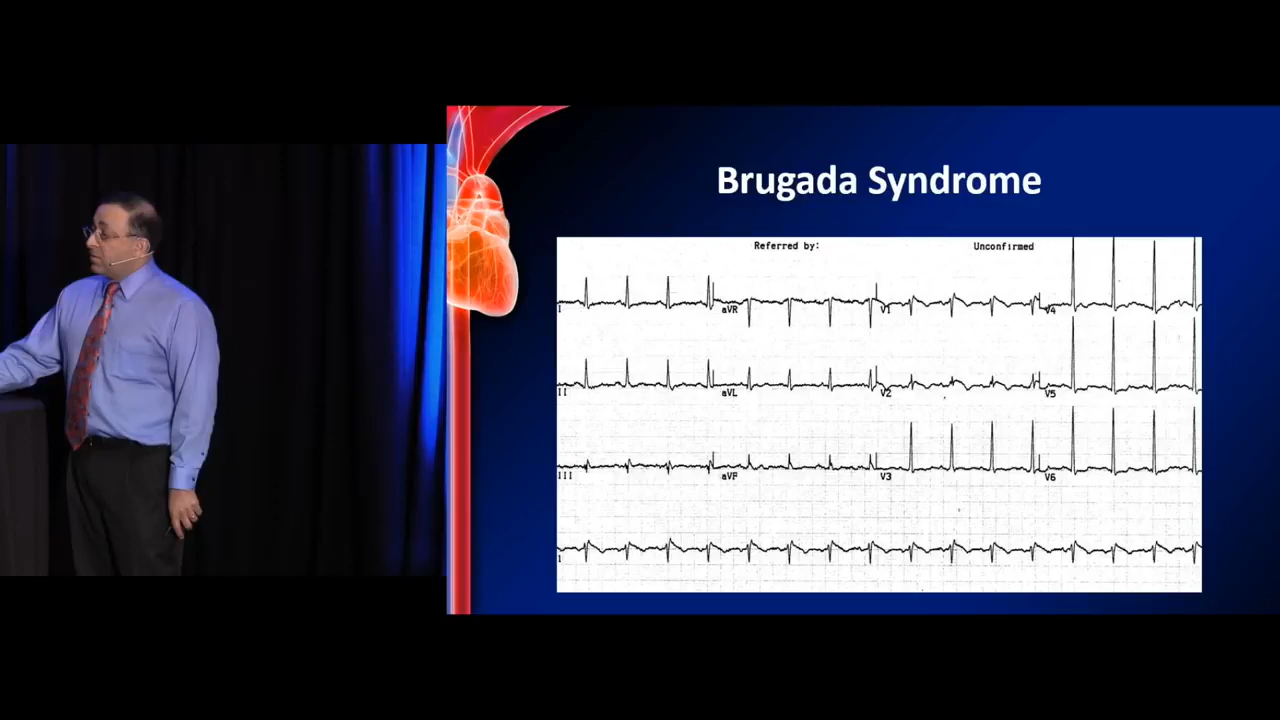 Brugada Syndrome
Referred by: Unconfirmed
I aVR V1 V4
II aVL V2 V5
III aVF V3 V6